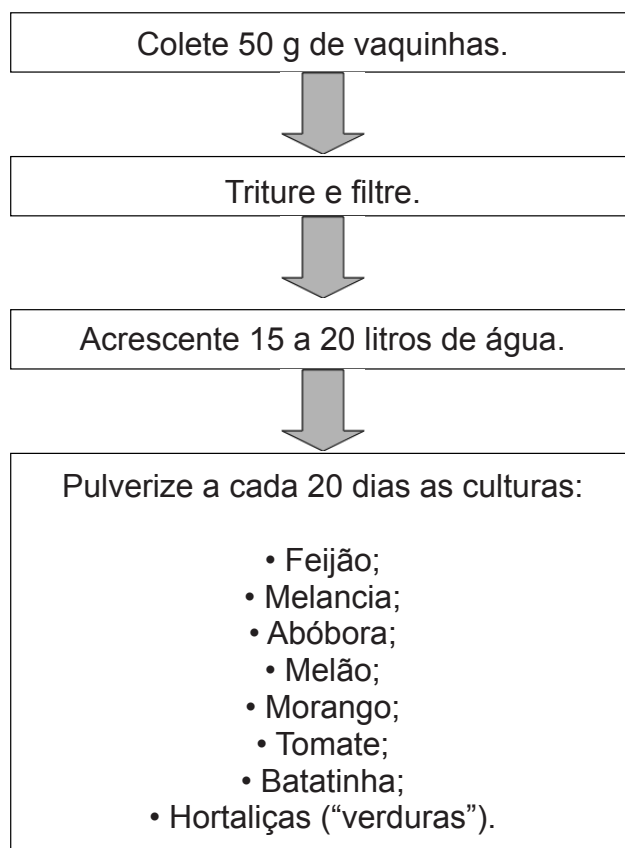 Colete 50 g de vaquinhas.
Triture e filtre.
Acrescente 15 a 20 litros de água.
Pulverize a cada 20 dias as culturas:
• Feijão;
• Melancia;
• Abóbora;
• Melão;
• Morango;
• Tomate;
• Batatinha;
• Hortaliças (“verduras”).